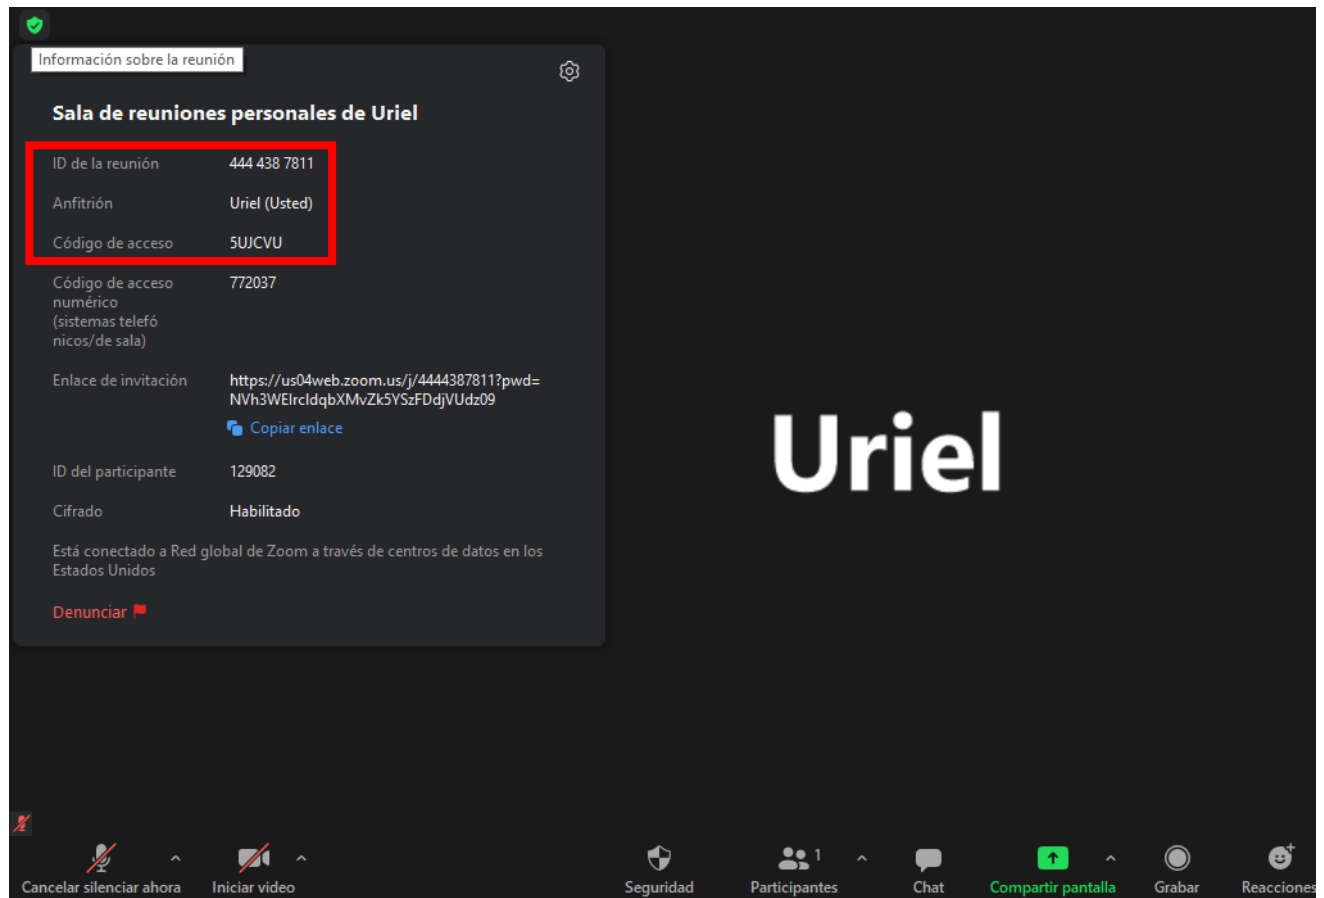 Información sobre la reunión
Sala de reuniones personales de Uriel
ID de la reunión 444 438 7811
Anfitrión Uriel (Usted)
Código de acceso 5UJCVU
Código de acceso 772037
numérico
(sistemas telefó
nicos/de sala)
Enlace de invitación https://us04web.zoom.us/j/4444387811?pwd=
NVh3WElrcldqbXMvZk5YSzFDdjVUdz09
Copiar enlace
ID del participante 129082
Cifrado Habilitado
Está conectado a Red global de Zoom a través de centros de datos en los
Estados Unidos
Denunciar
Uriel
1
Cancelar silenciar ahora Iniciar video Seguridad Participantes Chat Compartir pantalla Grabar Reacciones